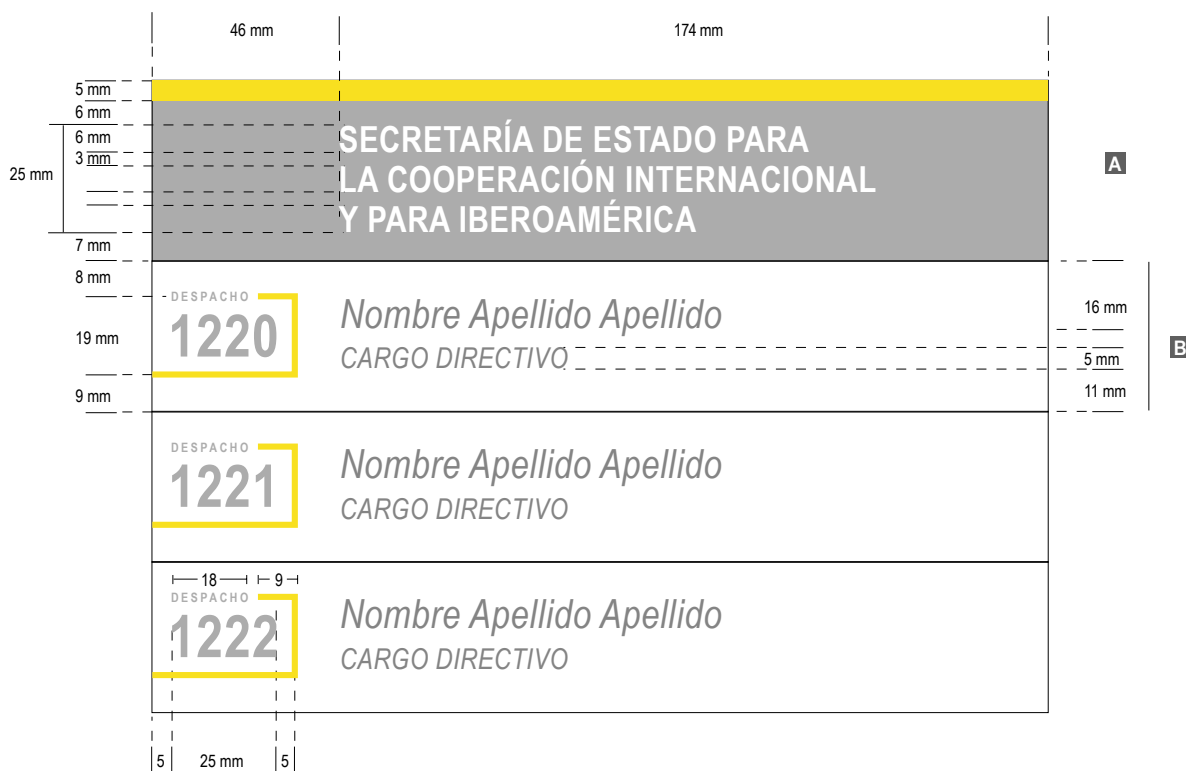 46 mm 174 mm
5 mm
6 mm
6 mm
3 mm
25 mm
7 mm
SECRETARÍA DE ESTADO PARA
LA COOPERACIÓN INTERNACIONAL
Y PARA IBEROAMÉRICA
A
8 mm
19 mm
9 mm
DESPACHO
1220
Nombre Apellido Apellido
CARGO DIRECTIVO
16 mm
5 mm
11 mm
B
DESPACHO
1221
Nombre Apellido Apellido
CARGO DIRECTIVO
18 9
DESPACHO
1222
Nombre Apellido Apellido
CARGO DIRECTIVO
5 25 mm 5